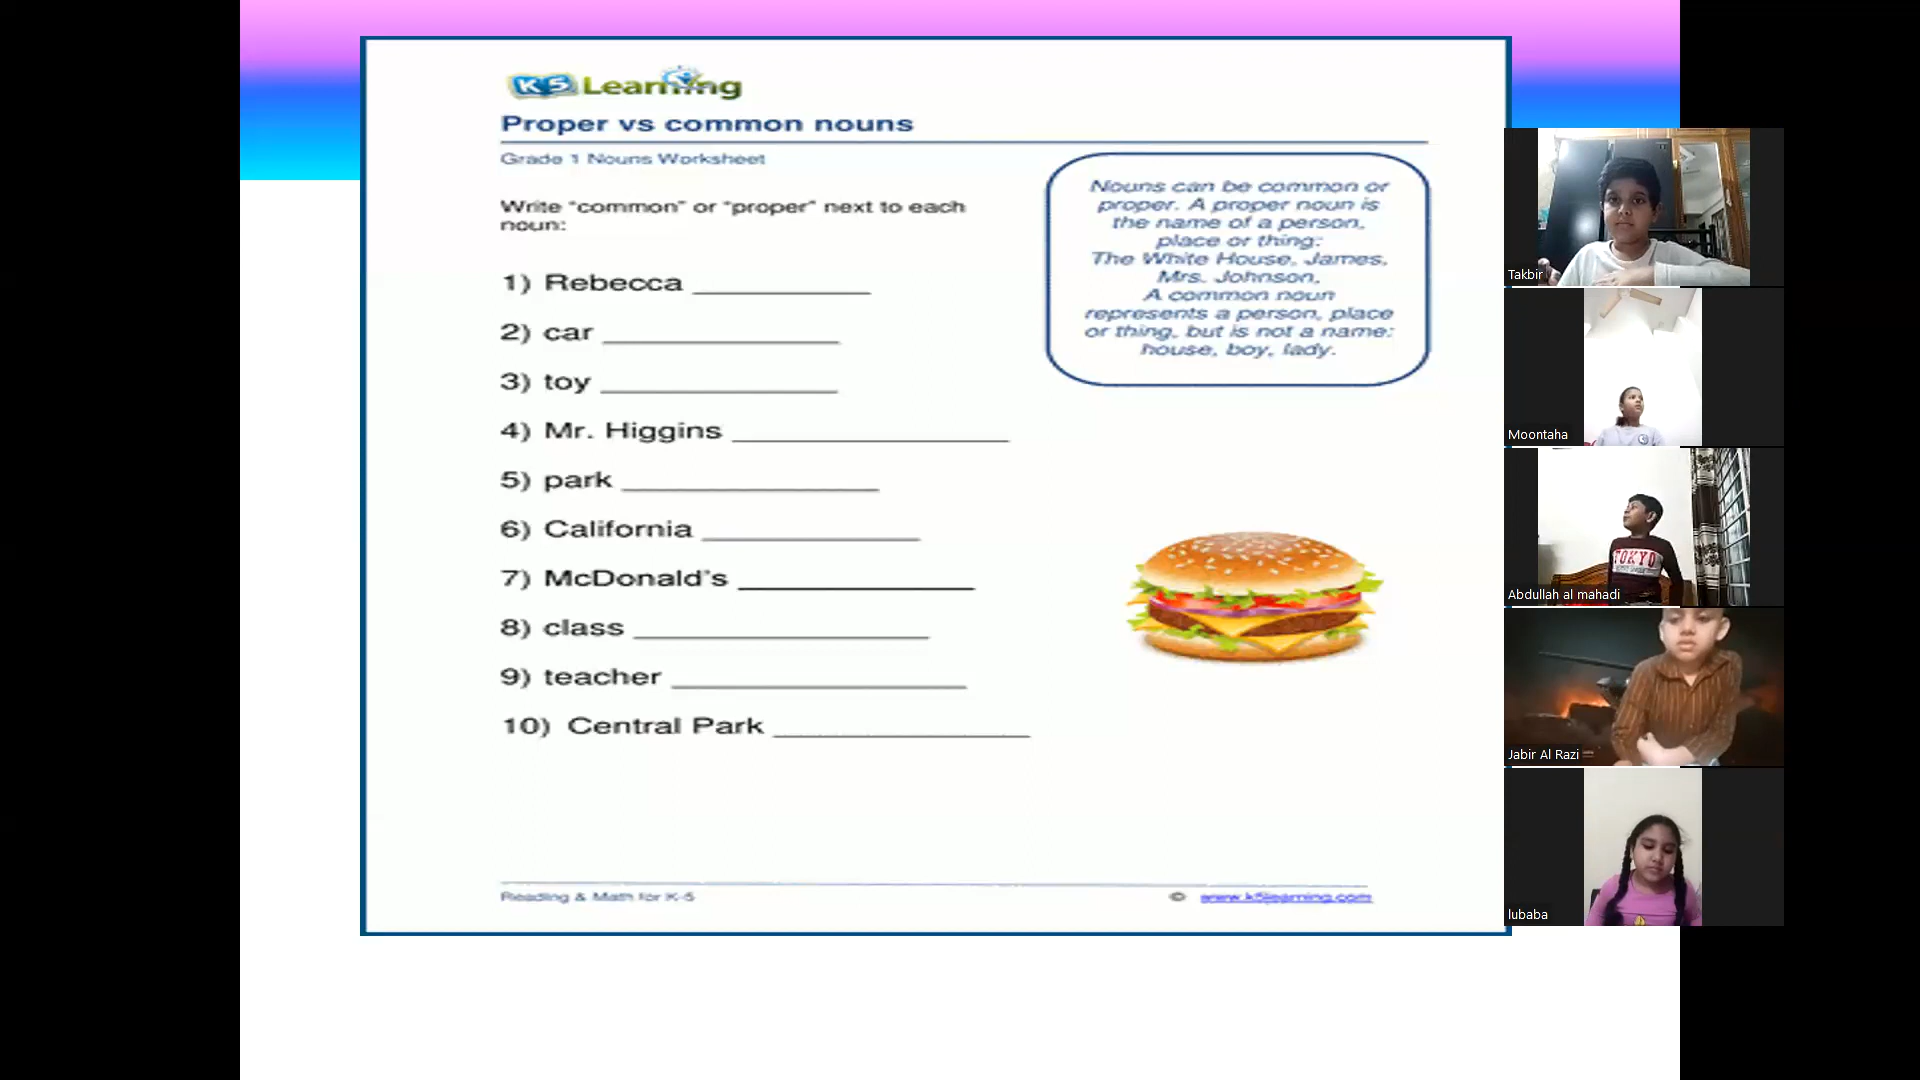 K5 Learning
Proper vs common nouns
Grade 1 Nouns Worksheet
Write "common" or "proper" next to each
noun:
1) Rebecca
2) car
3) toy
4) Mr. Higgins
5) park
6) California
7) McDonald's
8) class
9) teacher
10) Central Park
Nouns can be common or
proper. A proper noun is
the name of a person,
place or thing:
The White House, James,
Mrs. Johnson,
A common noun
represents a person, place
or thing, but is not a name:
house, boy, lady.
Reading & Math for K-5
© www.k5learning.com
Takbir
Moontaha
TOKYO
Abdullah al mahadi
Jabir Al Razi
lubaba